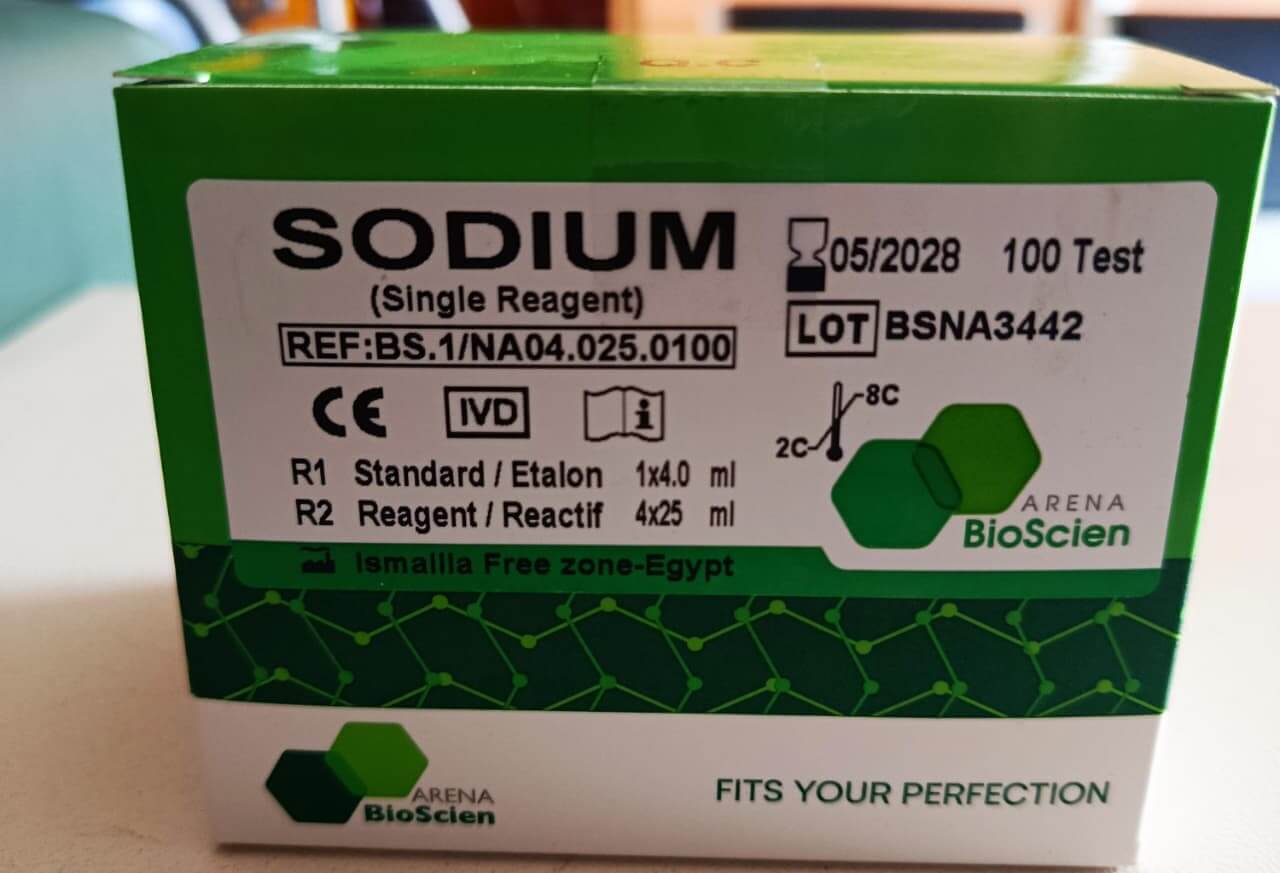 Q.C
SODIUM
(Single Reagent)
REF:BS.1/NA04.025.0100
05/2028 100 Test
LOT BSNA3442
CE IVD i
2C 8C
R1 Standard / Etalon 1x4.0 ml
R2 Reagent / Reactif 4x25 ml
ARENA
BioScien
Ismailia Free zone-Egypt
ARENA
BioScien
FITS YOUR PERFECTION